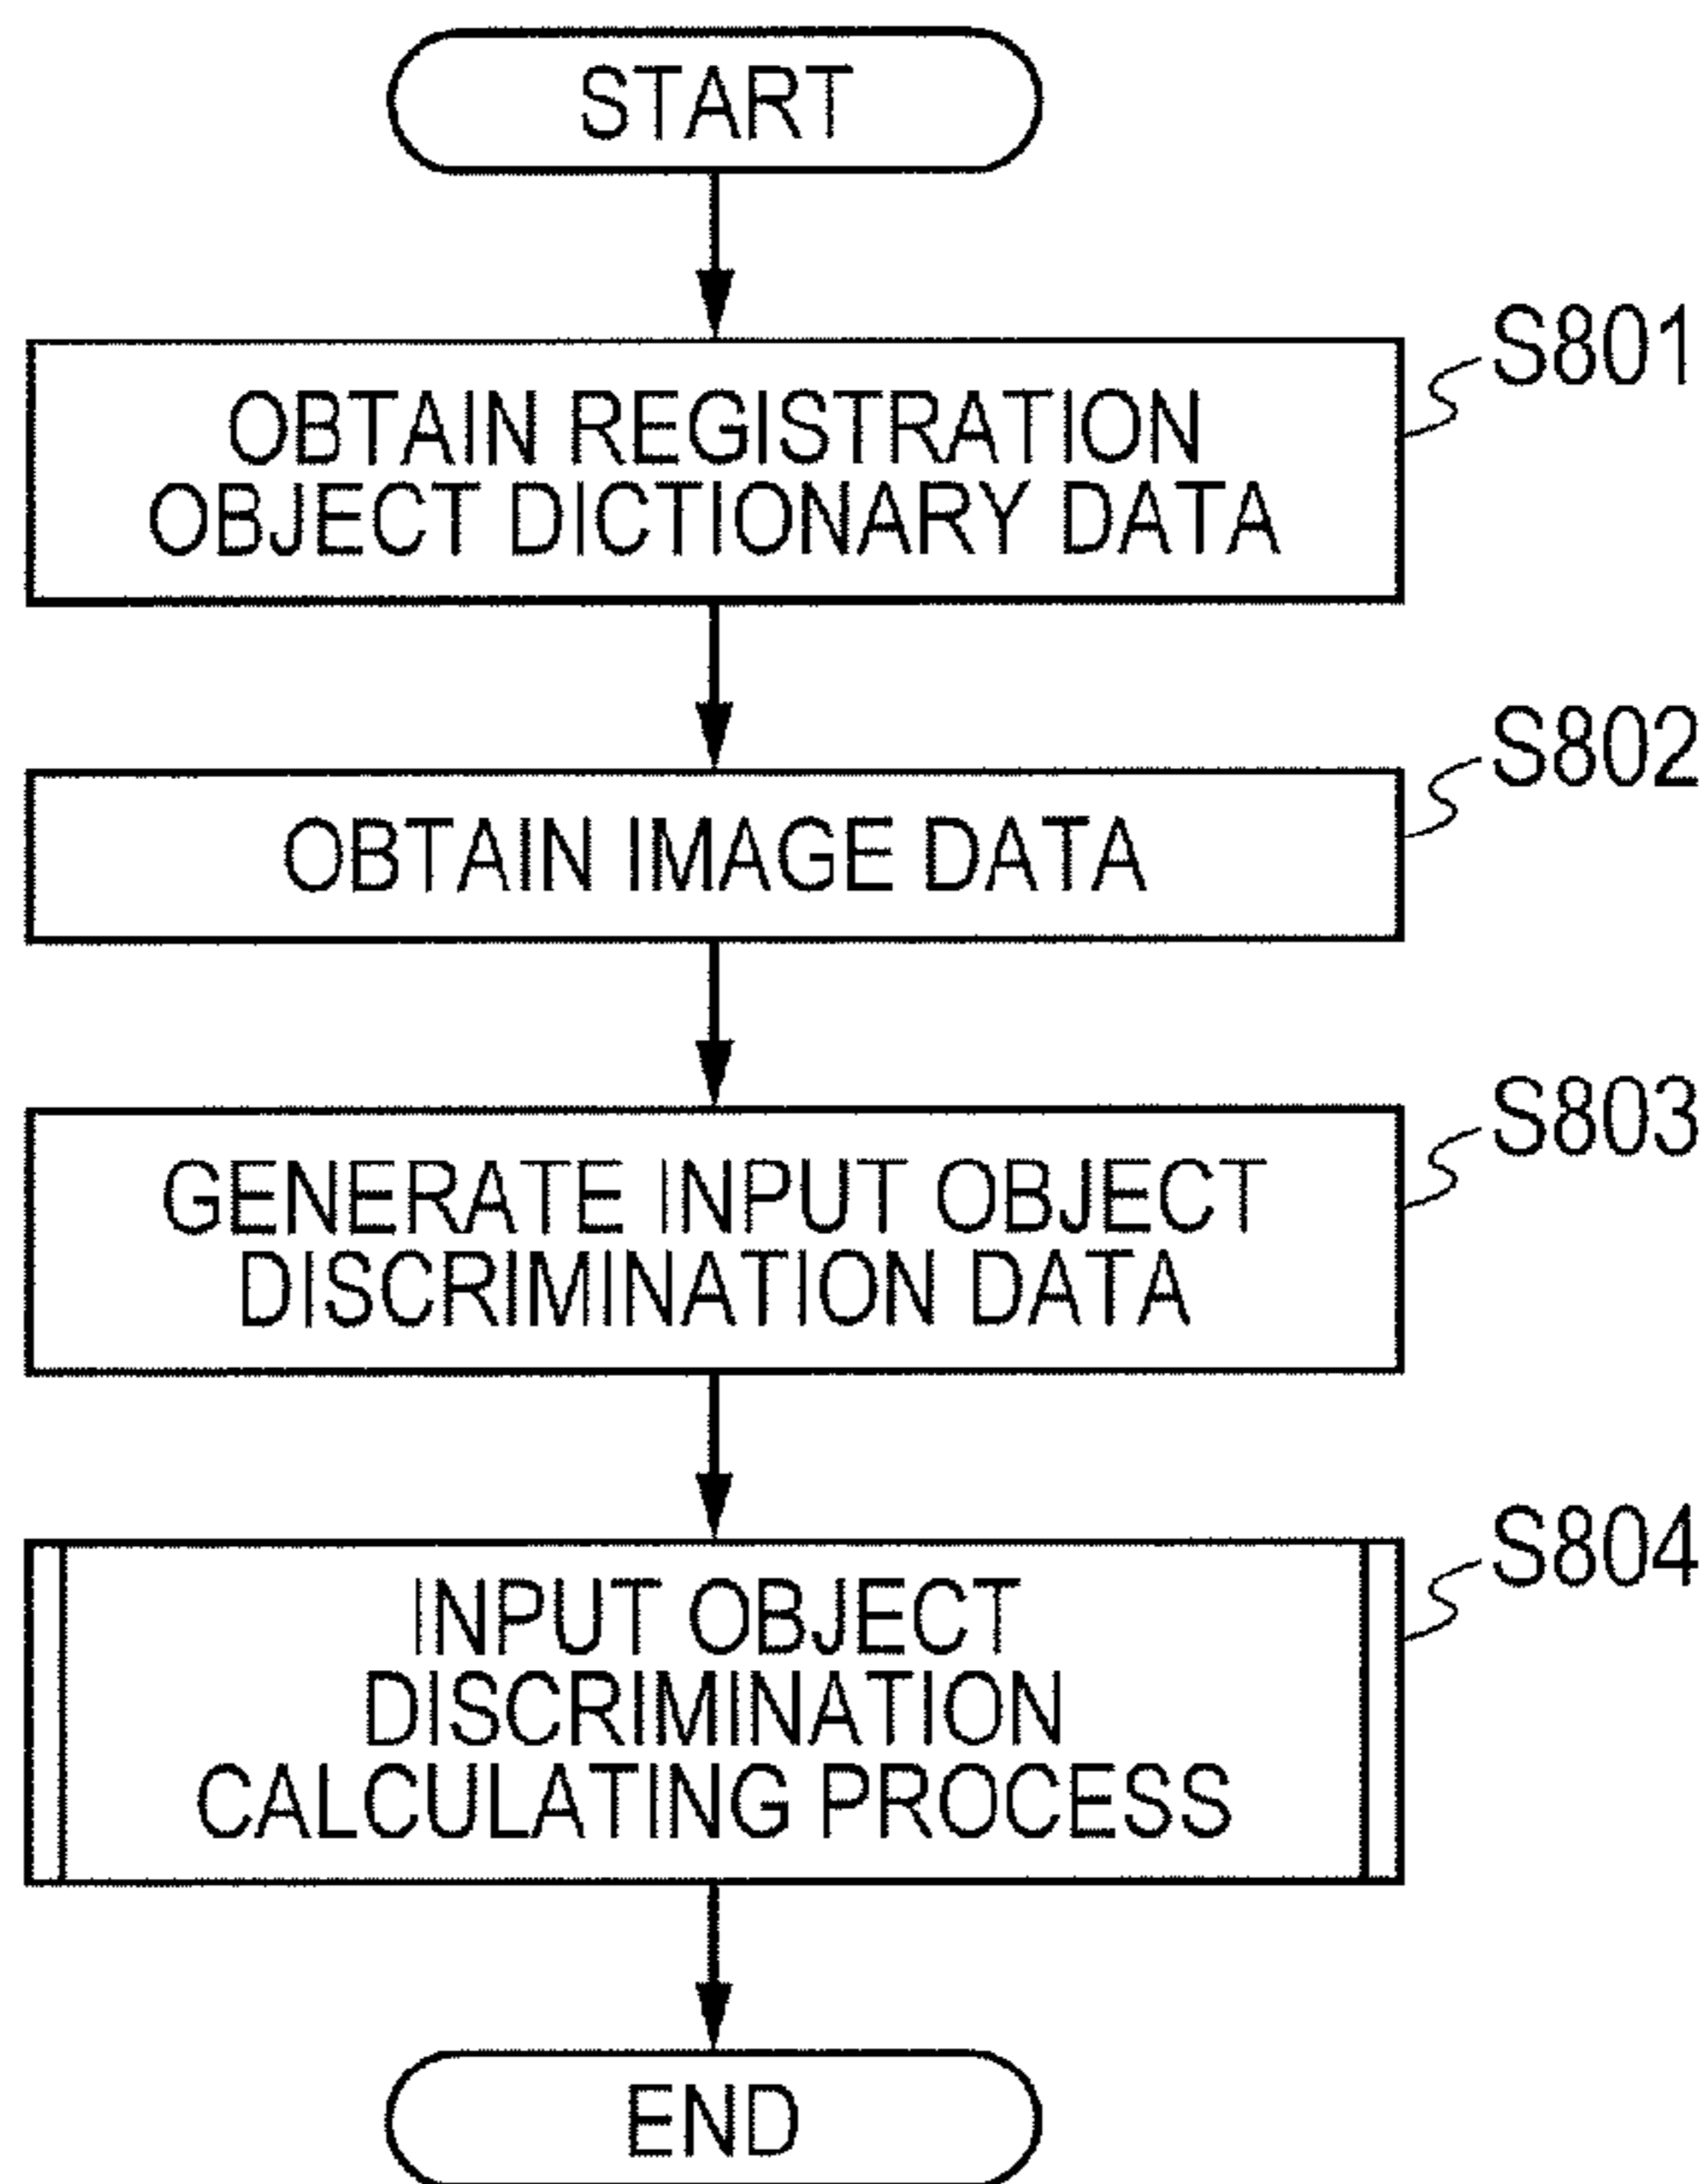 START
S801
OBTAIN REGISTRATION
OBJECT DICTIONARY DATA
S802
OBTAIN IMAGE DATA
S803
GENERATE INPUT OBJECT
DISCRIMINATION DATA
S804
INPUT OBJECT
DISCRIMINATION
CALCULATING PROCESS
END